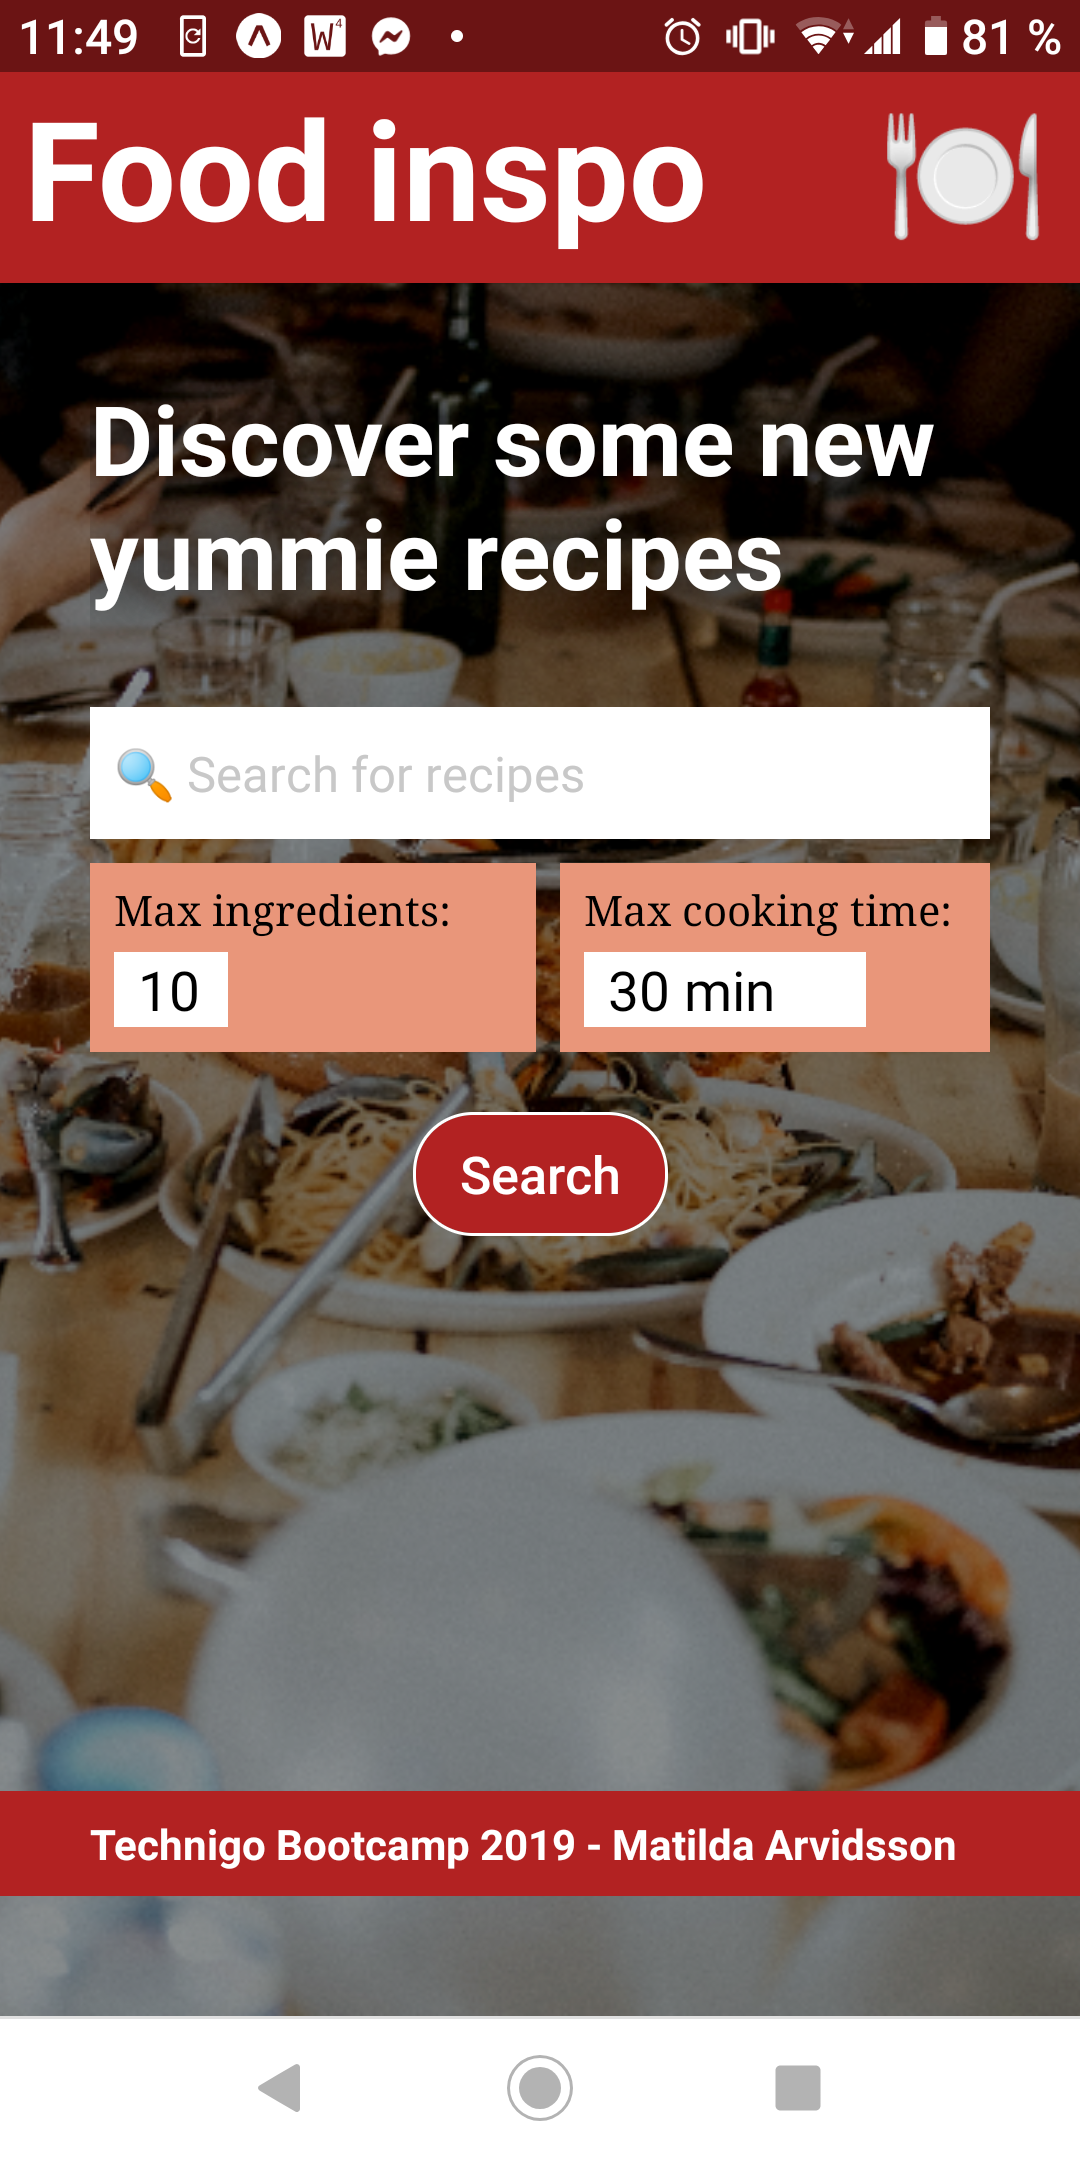 11:49 W4 81 %
Food inspo
Discover some new
yummie recipes
Search for recipes
Max ingredients: Max cooking time:
10 30 min
Search
Technigo Bootcamp 2019 - Matilda Arvidsson